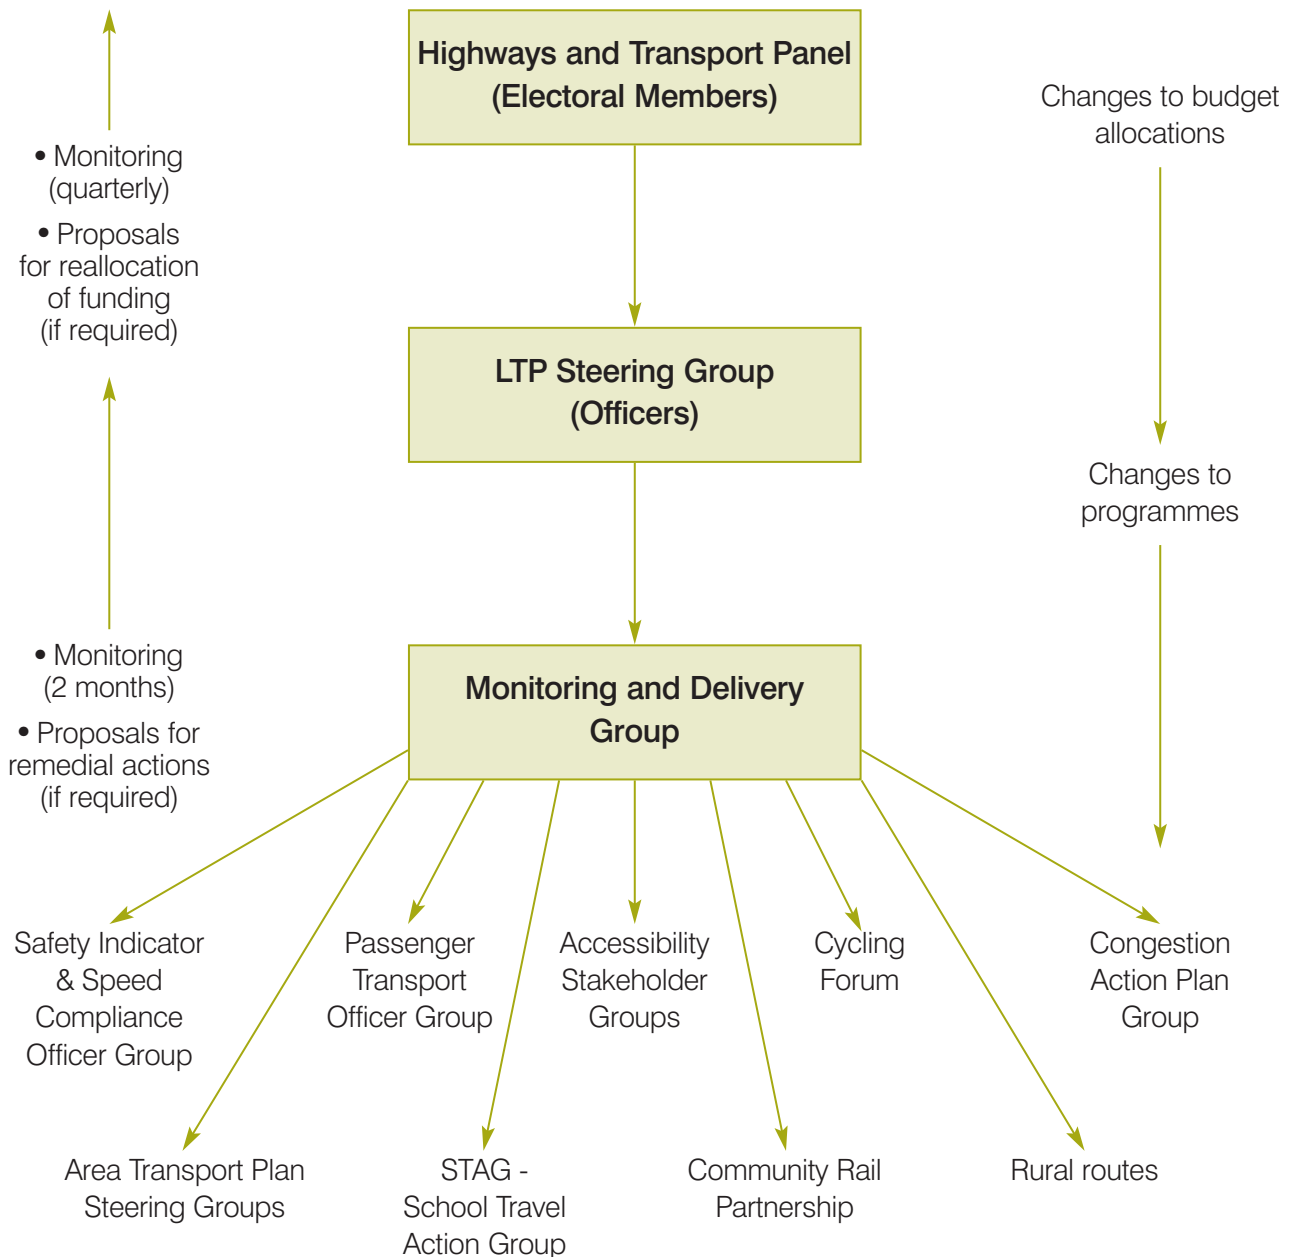 Highways and Transport Panel
(Electoral Members)
Changes to budget
allocations
• Monitoring
(quarterly)
• Proposals
for reallocation
of funding
(if required)
LTP Steering Group
(Officers)
Changes to
programmes
• Monitoring
(2 months)
• Proposals for
remedial actions
(if required)
Monitoring and Delivery
Group
Safety Indicator
& Speed
Compliance
Officer Group
Passenger
Transport
Officer Group
Accessibility
Stakeholder
Groups
Cycling
Forum
Congestion
Action Plan
Group
Area Transport Plan
Steering Groups
STAG -
School Travel
Action Group
Community Rail
Partnership
Rural routes